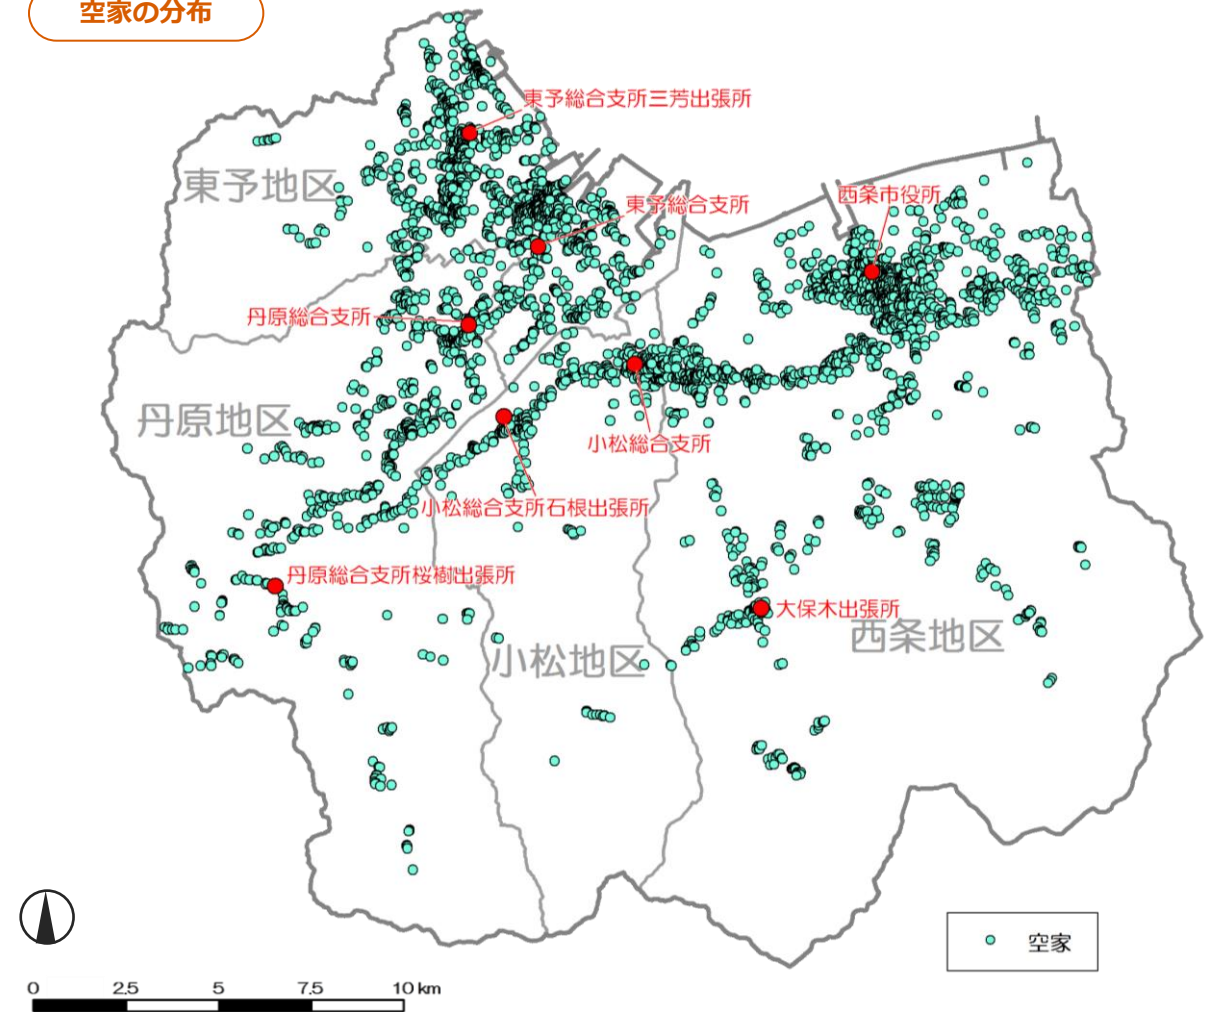 空家の分布
東予総合支所三芳出張所
東予地区
西条市役所
東予総合支所
丹原総合支所
丹原地区
小松総合支所
小松総合支所石根出張所
丹原総合支所桜樹出張所
大保木出張所
西条地区
小松地区
空家
0 2.5 5 7.5 10 km